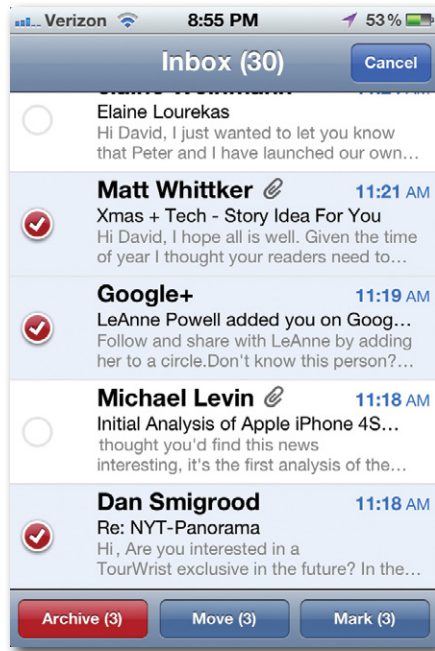 Verizon 8:55 PM 53%
Inbox (30) Cancel
Elaine Lourekas
Hi David, I just wanted to let you know
that Peter and I have launched our own…
Matt Whittker 11:21 AM
Xmas + Tech - Story Idea For You
Hi David, I hope all is well. Given the time
of year I thought your readers need to…
Google+ 11:19 AM
LeAnne Powell added you on Goog…
Follow and share with LeAnne by adding
her to a circle.Don't know this person?…
Michael Levin 11:18 AM
Initial Analysis of Apple iPhone 4S…
thought you'd find this news
interesting, it's the first analysis of the…
Dan Smigrood 11:18 AM
Re: NYT-Panorama
Hi , Are you interested in a
TourWrist exclusive in the future? In the…
Archive (3) Move (3) Mark (3)